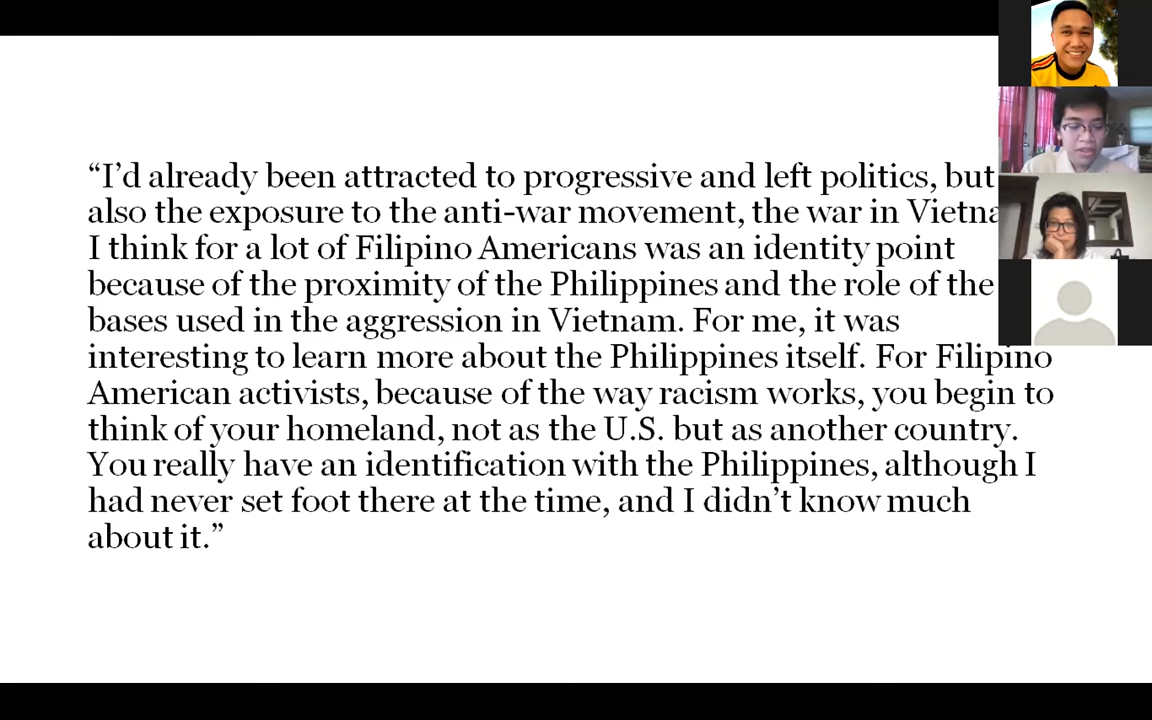 “I’d already been attracted to progressive and left politics, but
also the exposure to the anti-war movement, the war in
I think for a lot of Filipino Americans was an identity point
because of the proximity of the Philippines and the role of the
bases used in the aggression in Vietnam. For me, it was
interesting to learn more about the Philippines itself. For Filipino
American activists, because of the way racism works, you begin to
think of your homeland, not as the U.S. but as another country.
You really have an identification with the Philippines, although I
had never set foot there at the time, and I didn’t know much
about it.”